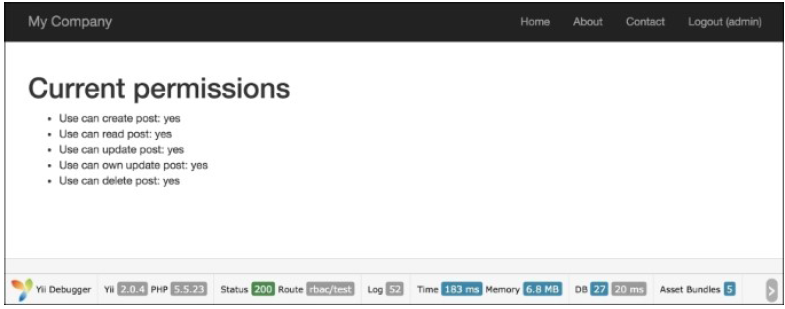 My Company Home About Contact Logout (admin)
Current permissions
• Use can create post: yes
• Use can read post: yes
• Use can update post: yes
• Use can own update post: yes
• Use can delete post: yes
Yii Debugger Yii 2.0.4 PHP 5.5.23 Status 200 Route rbac/test Log 52 Time 183 ms Memory 6.8 MB DB 27 20 ms Asset Bundles 5 >